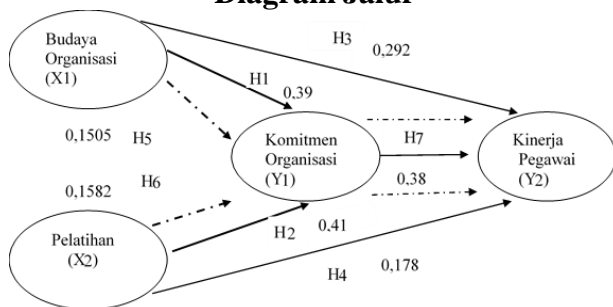 Diagram Jalur
Budaya
Organisasi
(X1)
H3
0,292
H1
0,39
0,1505
H5
Komitmen
Organisasi
(Y1)
H7
Kinerja
Pegawai
(Y2)
0,1582
H6
0,38
Pelatihan
(X2)
H2
0,41
H4
0,178